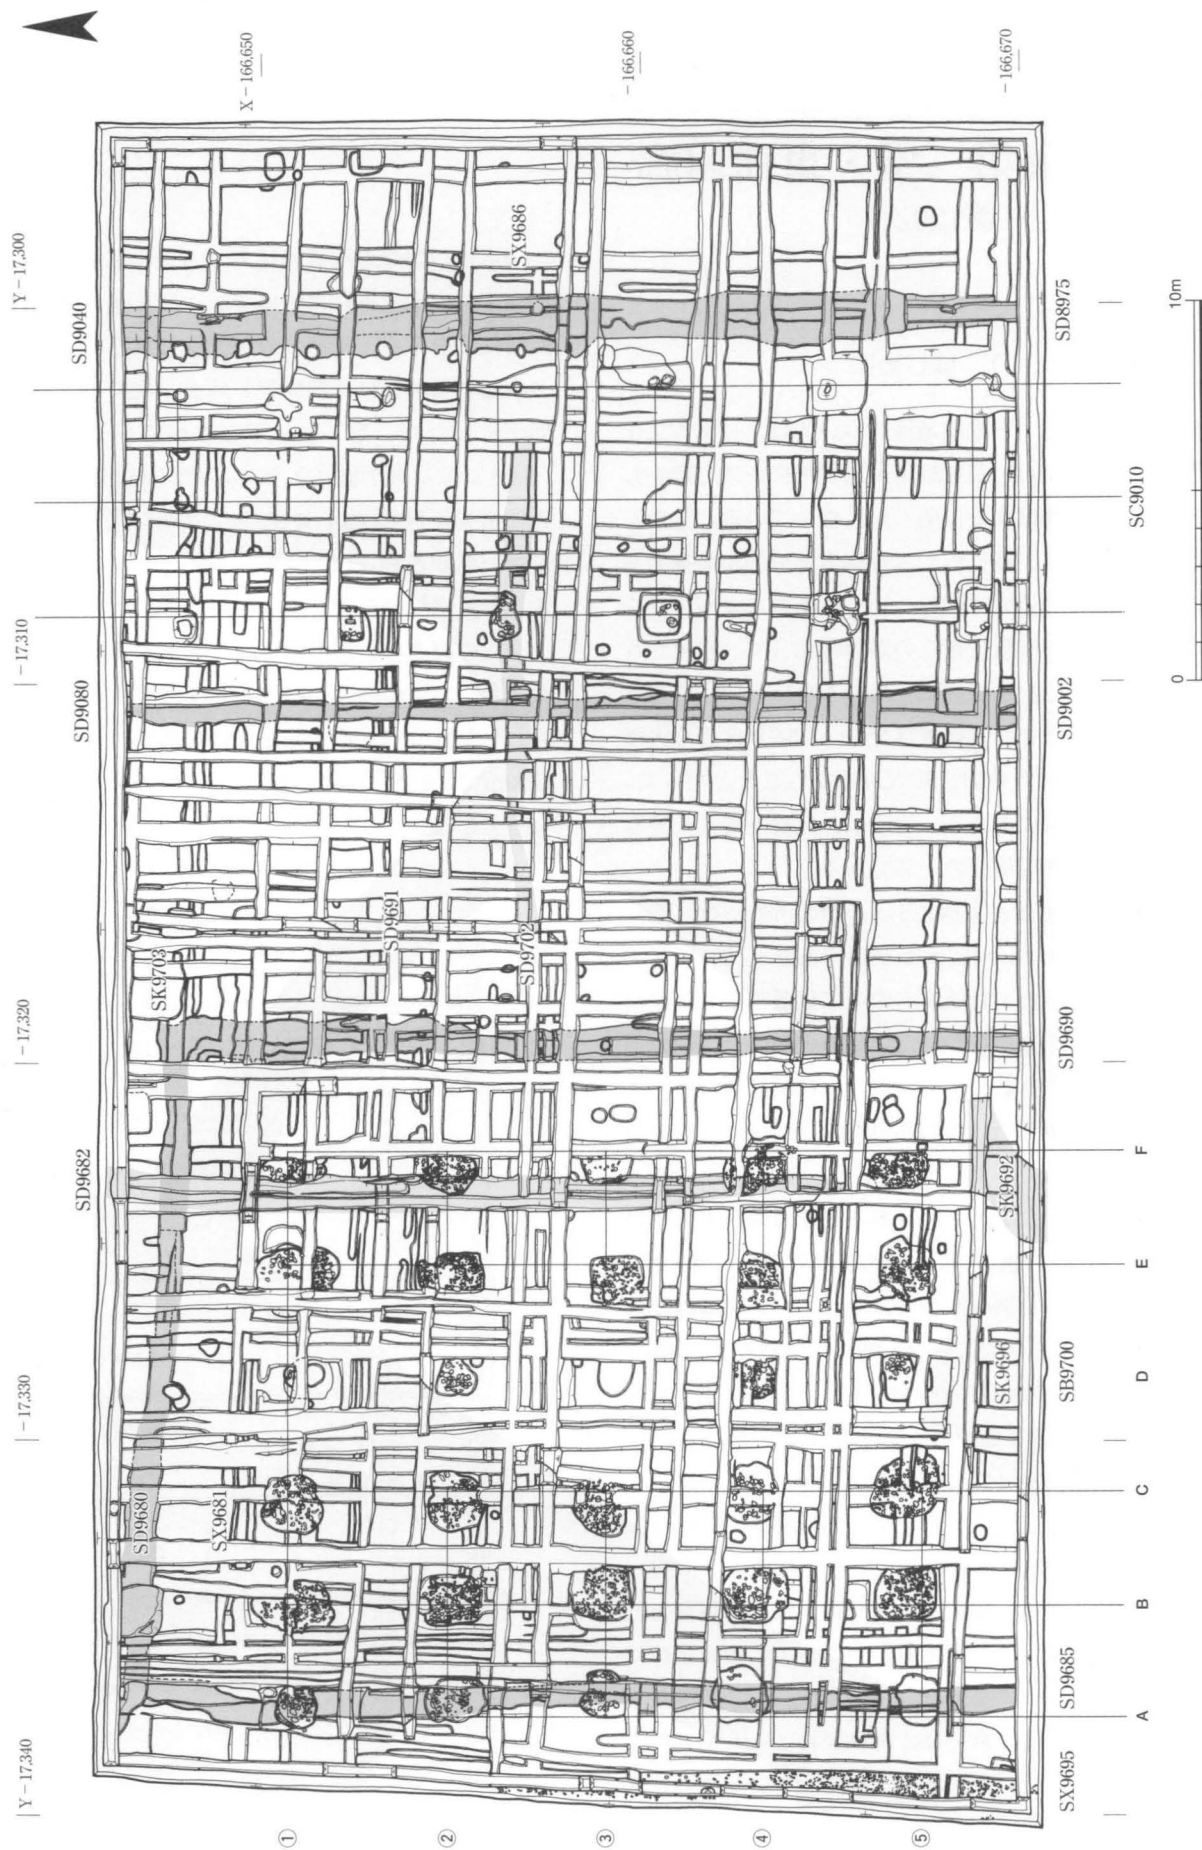 X－166,650
－166,660
－166,670
Y－17,300
－17,310
－17,320
－17,330
Y－17,340
SD9040
SD9080
SD9682
SX9686
SK9703
SD9691
SD9702
SD9680
SX9681
SK9692
SK9696
SD8975
SC9010
SD9002
SD9690
SB9700
SD9685
SX9695
F
E
D
C
B
A
①
②
③
④
⑤
0
10m